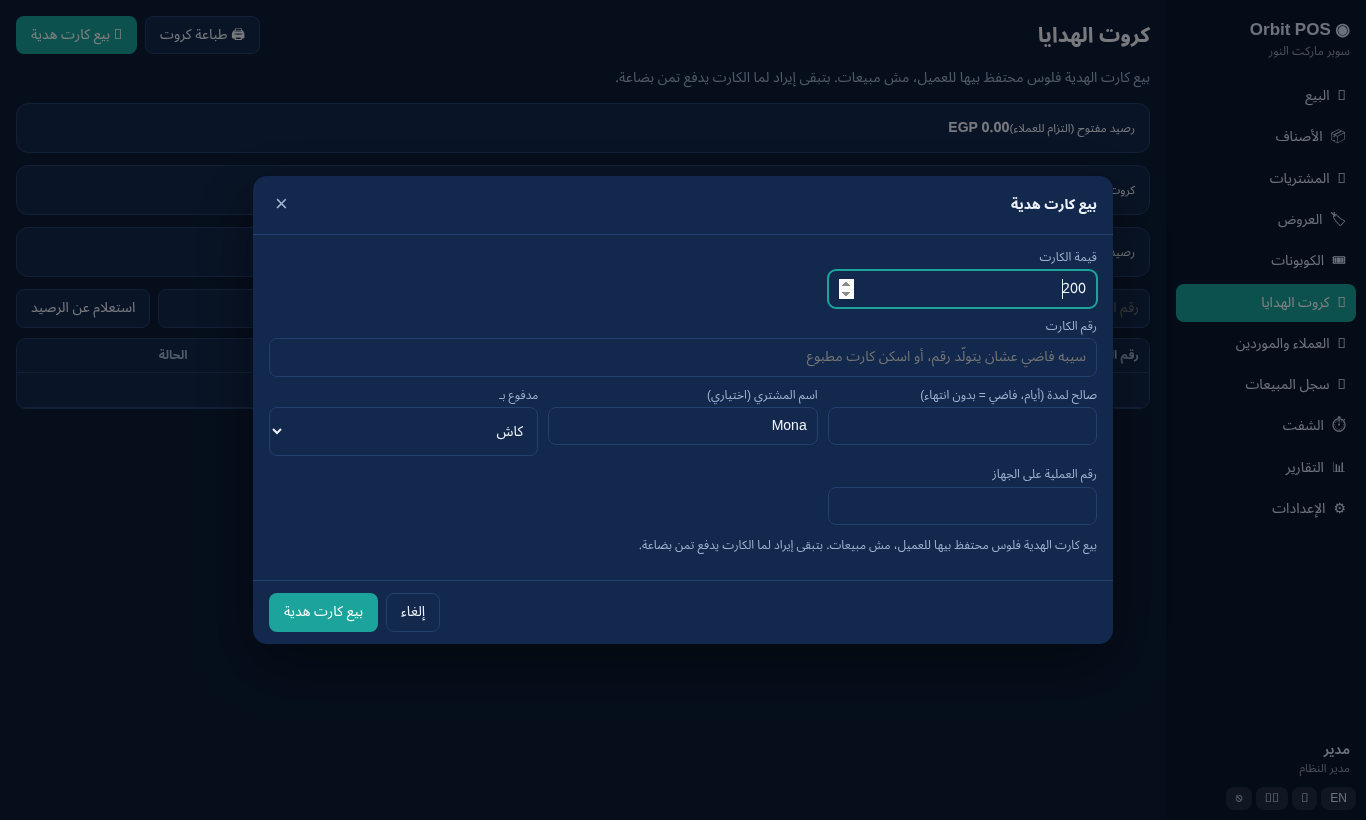 ◉ Orbit POS
سوبر ماركت النور
البيع
الأصناف
المشتريات
العروض
الكوبونات
كروت الهدايا
العملاء والموردين
سجل المبيعات
الشفت
التقارير
الإعدادات
مدير
مدير النظام
EN
كروت الهدايا
طباعة كروت
بيع كارت هدية
بيع كارت الهدية فلوس محتفظ بيها للعميل، مش مبيعات. بتبقى إيراد لما الكارت يدفع تمن بضاعة.
رصيد مفتوح (التزام للعملاء) EGP 0.00
كروت
رصيد
رقم
استعلام عن الرصيد
رقم
الحالة
بيع كارت هدية
×
قيمة الكارت
200
رقم الكارت
سيبه فاضي عشان يتولّد رقم، أو اسكن كارت مطبوع
صالح لمدة (أيام، فاضي = بدون انتهاء)
اسم المشتري (اختياري)
مدفوع بـ
Mona
كاش
رقم العملية على الجهاز
بيع كارت الهدية فلوس محتفظ بيها للعميل، مش مبيعات. بتبقى إيراد لما الكارت يدفع تمن بضاعة.
إلغاء
بيع كارت هدية